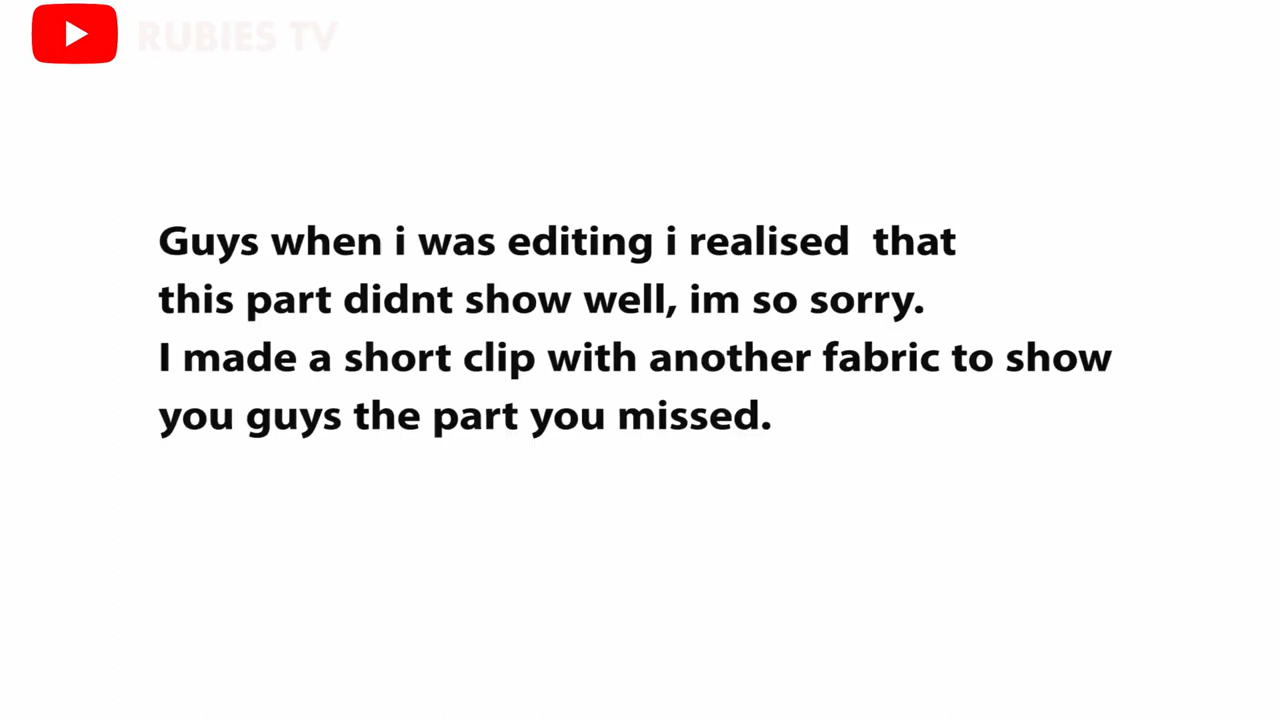 RUBIES TV
Guys when i was editing i realised  that
this part didnt show well, im so sorry.
I made a short clip with another fabric to show
you guys the part you missed.